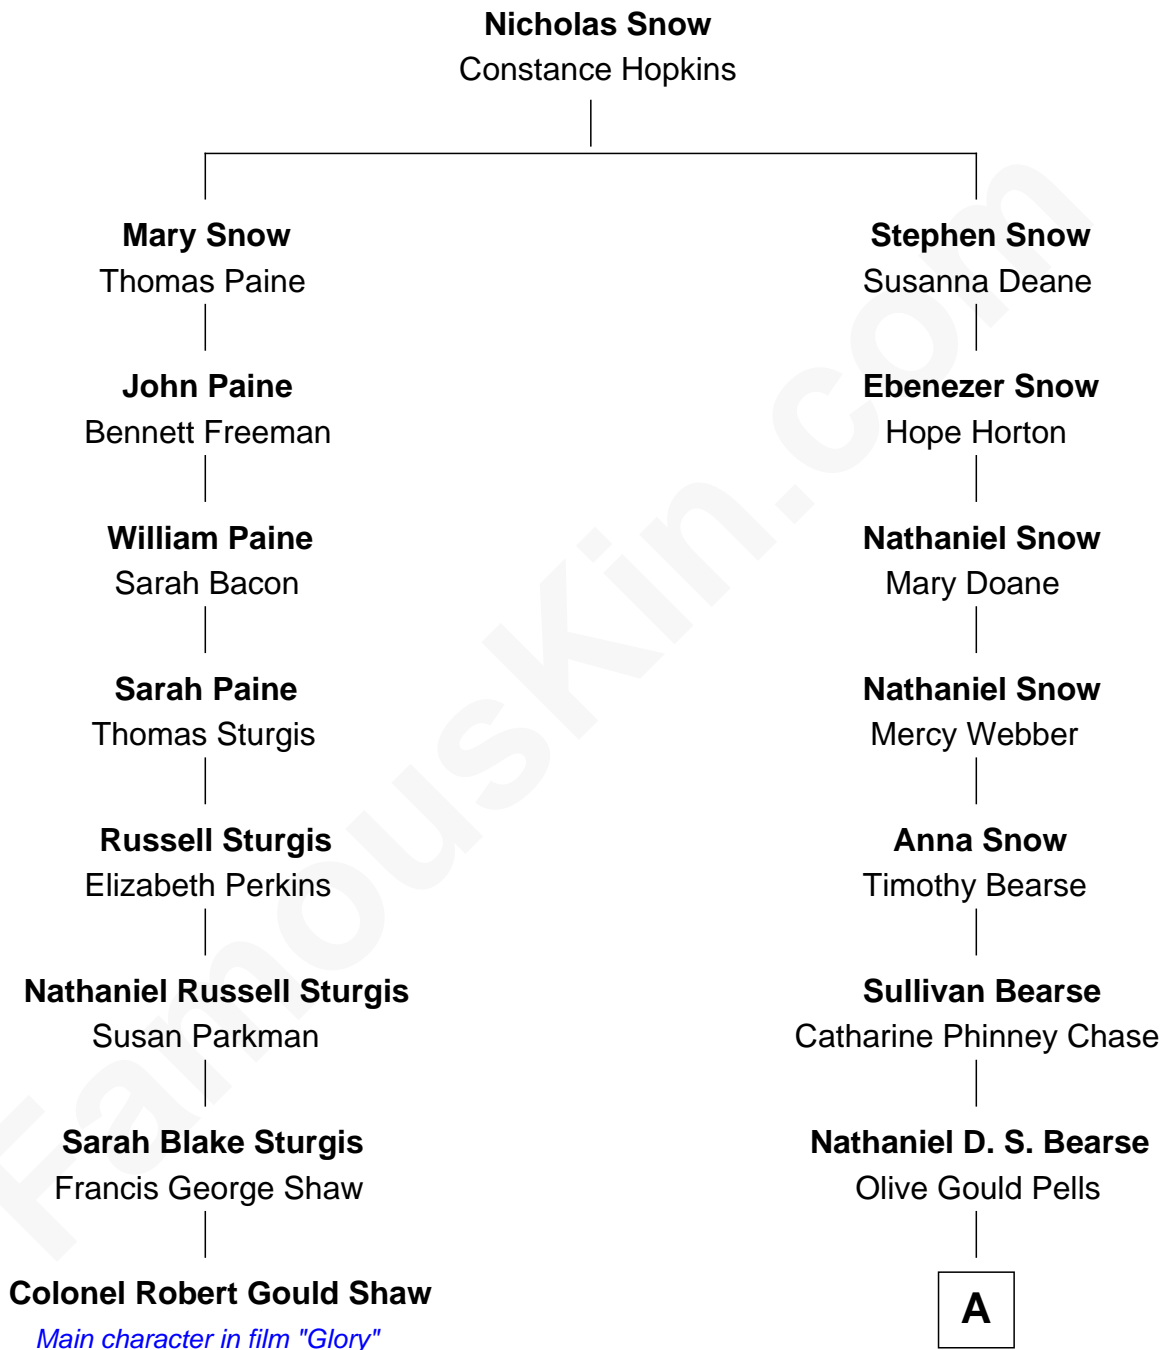 Nicholas Snow
Constance Hopkins
Mary Snow
Thomas Paine
Stephen Snow
Susanna Deane
John Paine
Bennett Freeman
Ebenezer Snow
Hope Horton
William Paine
Sarah Bacon
Nathaniel Snow
Mary Doane
Sarah Paine
Thomas Sturgis
Nathaniel Snow
Mercy Webber
Russell Sturgis
Elizabeth Perkins
Anna Snow
Timothy Bearse
Nathaniel Russell Sturgis
Susan Parkman
Sullivan Bearse
Catharine Phinney Chase
Sarah Blake Sturgis
Francis George Shaw
Nathaniel D. S. Bearse
Olive Gould Pells
Colonel Robert Gould Shaw
Main character in film "Glory"
A
FamousKin.com